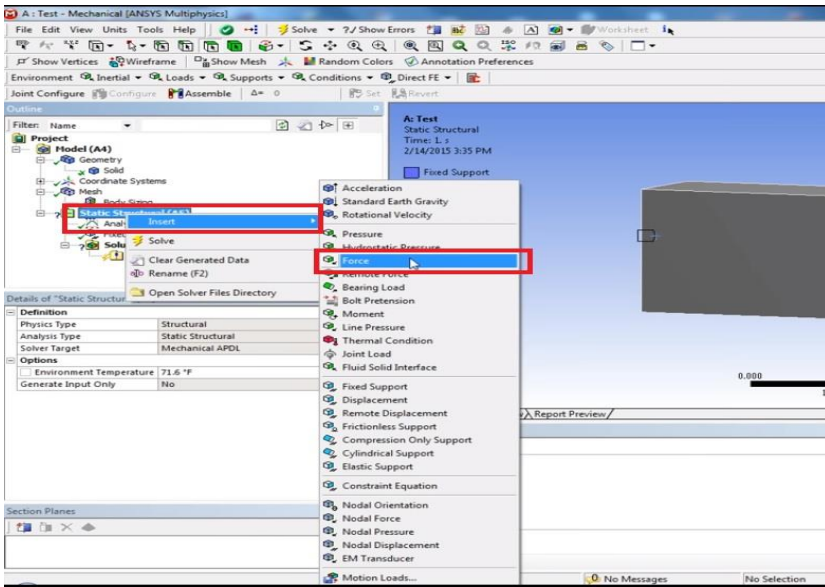 A : Test - Mechanical [ANSYS Multiphysics]
File Edit View Units Tools Help Solve ?/ Show Errors Worksheet
Show Vertices Wireframe Show Mesh Random Colors Annotation Preferences
Environment Inertial Loads Supports Conditions Direct FE
Joint Configure Configure Assemble Δ= 0 Set Revert
Outline
Filter: Name
Project
Model (A4)
Geometry
Solid
Coordinate Systems
Mesh
Body Sizing
Static Structural (A5)
Insert
Solve
Clear Generated Data
Rename (F2)
Open Solver Files Directory
Acceleration
Standard Earth Gravity
Rotational Velocity
Pressure
Hydrostatic Pressure
Force
Remote Force
Bearing Load
Bolt Pretension
Moment
Line Pressure
Thermal Condition
Joint Load
Fluid Solid Interface
Fixed Support
Displacement
Remote Displacement
Frictionless Support
Compression Only Support
Cylindrical Support
Elastic Support
Constraint Equation
Nodal Orientation
Nodal Force
Nodal Pressure
Nodal Displacement
EM Transducer
Motion Loads...
Details of "Static Structur
Definition
Physics Type Structural
Analysis Type Static Structural
Solver Target Mechanical APDL
Options
Environment Temperature 71.6 °F
Generate Input Only No
Section Planes
A: Test
Static Structural
Time: 1. s
2/14/2015 3:35 PM
Fixed Support
0.000
Report Preview
No Messages No Selection